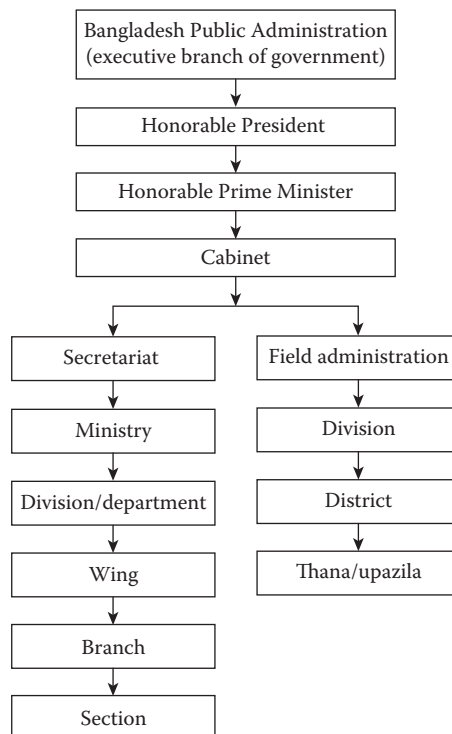 Bangladesh Public Administration
(executive branch of government)
Honorable President
Honorable Prime Minister
Cabinet
Secretariat
Ministry
Division/department
Wing
Branch
Section
Field administration
Division
District
Thana/upazila